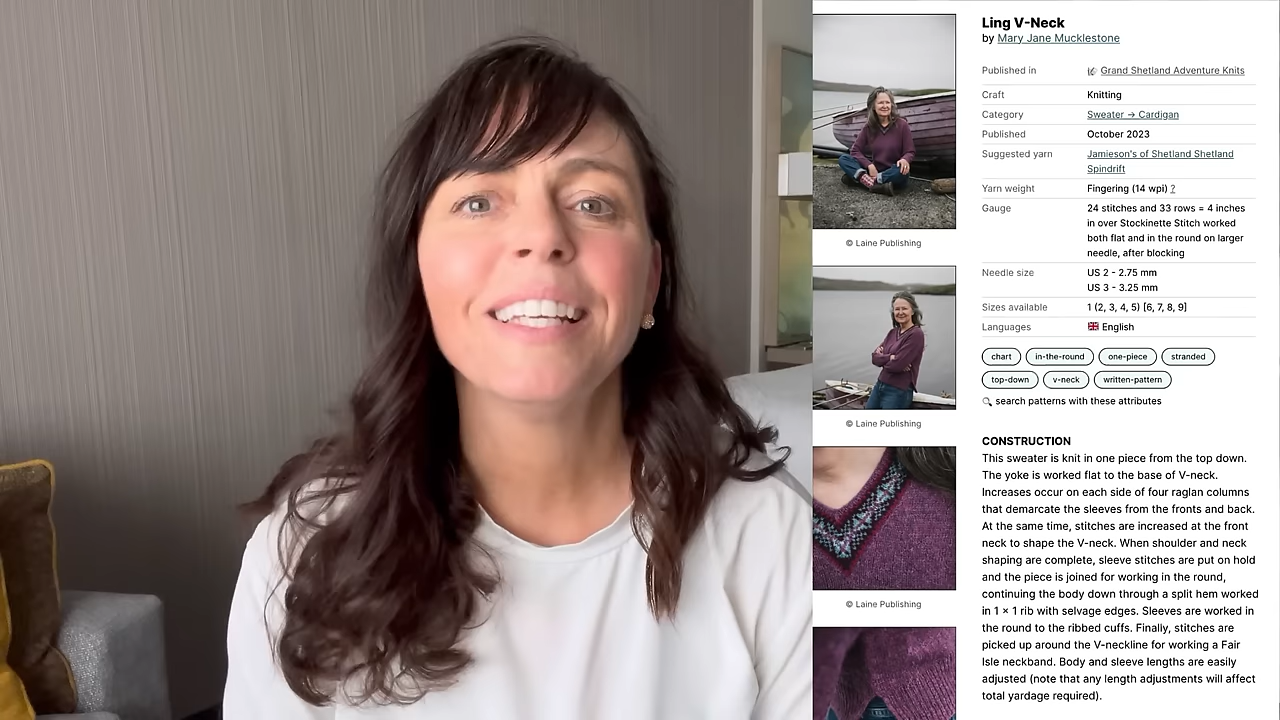 Ling V-Neck
by Mary Jane Mucklestone
Published in Grand Shetland Adventure Knits
Craft Knitting
Category Sweater → Cardigan
Published October 2023
Suggested yarn Jamieson's of Shetland Shetland
Spindrift
Yarn weight Fingering (14 wpi) ?
Gauge 24 stitches and 33 rows = 4 inches
in over Stockinette Stitch worked
both flat and in the round on larger
needle, after blocking
Needle size US 2 - 2.75 mm
US 3 - 3.25 mm
Sizes available 1 (2, 3, 4, 5) [6, 7, 8, 9]
Languages English
chart in-the-round one-piece stranded
top-down v-neck written-pattern
search patterns with these attributes
CONSTRUCTION
This sweater is knit in one piece from the top down.
The yoke is worked flat to the base of V-neck.
Increases occur on each side of four raglan columns
that demarcate the sleeves from the fronts and back.
At the same time, stitches are increased at the front
neck to shape the V-neck. When shoulder and neck
shaping are complete, sleeve stitches are put on hold
and the piece is joined for working in the round,
continuing the body down through a split hem worked
in 1 × 1 rib with selvage edges. Sleeves are worked in
the round to the ribbed cuffs. Finally, stitches are
picked up around the V-neckline for working a Fair
Isle neckband. Body and sleeve lengths are easily
adjusted (note that any length adjustments will affect
total yardage required).
© Laine Publishing
© Laine Publishing
© Laine Publishing